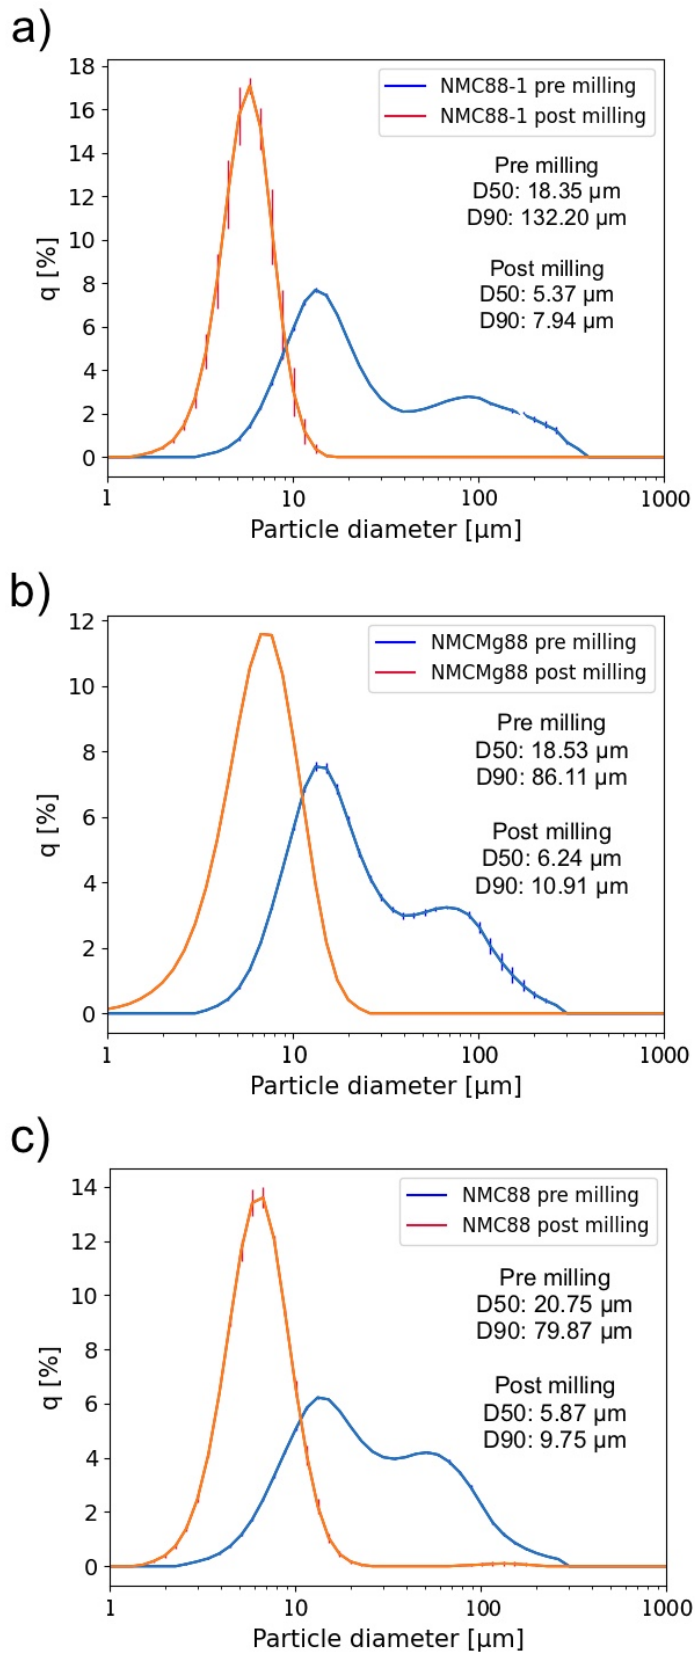 a)
18
16
14
12
10
8
6
4
2
0
q [%]
NMC88-1 pre milling
NMC88-1 post milling
Pre milling
D50: 18.35 µm
D90: 132.20 µm
Post milling
D50: 5.37 µm
D90: 7.94 µm
1 10 100 1000
Particle diameter [µm]
b)
12
10
8
6
4
2
0
q [%]
NMCMg88 pre milling
NMCMg88 post milling
Pre milling
D50: 18.53 µm
D90: 86.11 µm
Post milling
D50: 6.24 µm
D90: 10.91 µm
1 10 100 1000
Particle diameter [µm]
c)
14
12
10
8
6
4
2
0
q [%]
NMC88 pre milling
NMC88 post milling
Pre milling
D50: 20.75 µm
D90: 79.87 µm
Post milling
D50: 5.87 µm
D90: 9.75 µm
1 10 100 1000
Particle diameter [µm]